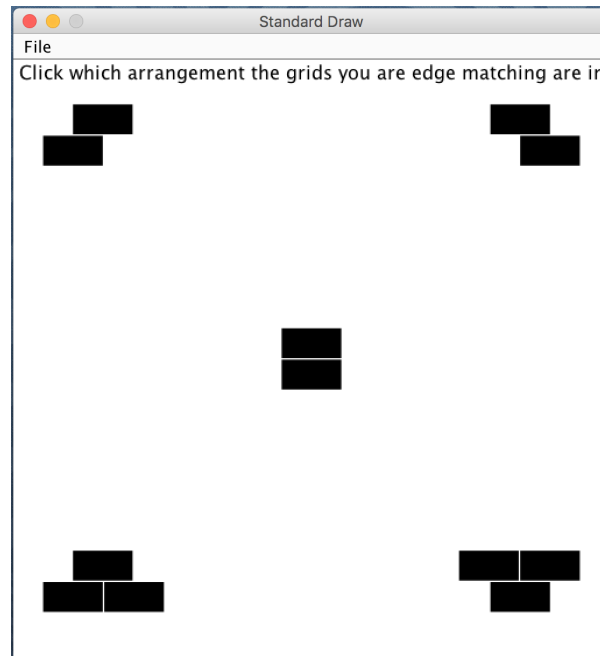 Standard Draw
File
Click which arrangement the grids you are edge matching are